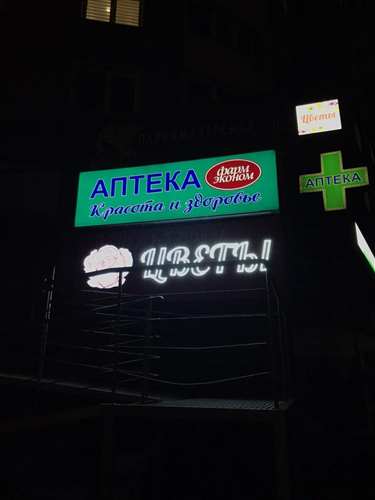 Цветы
АПТЕКА
фарм
эконом
Красота и здоровье
АПТЕКА
ЦВЕТЫ